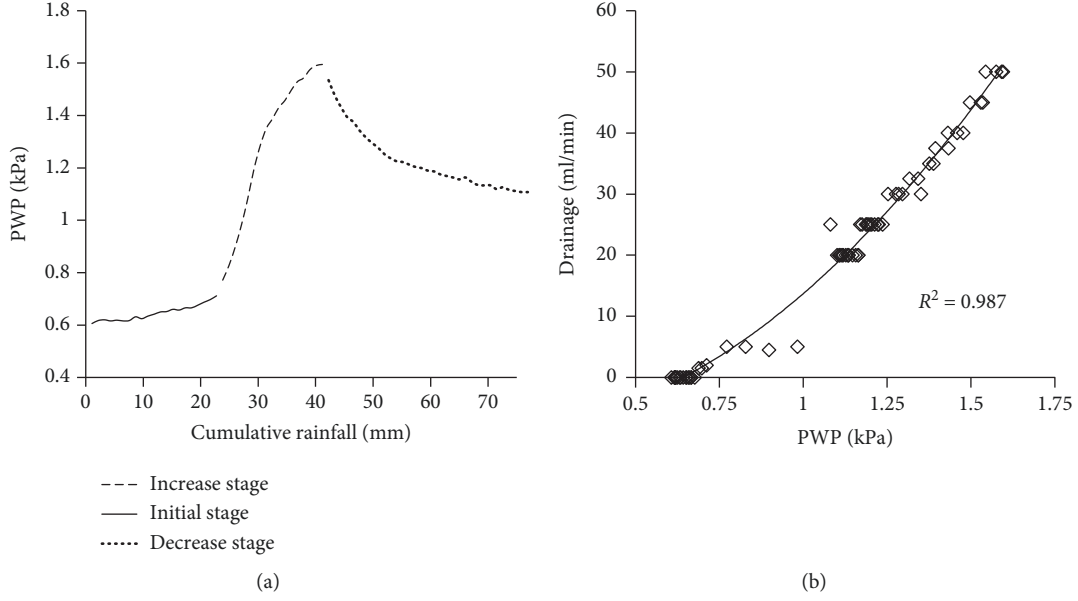 1.8
1.6
1.4
1.2
1
0.8
0.6
0.4
PWP (kPa)
0 10 20 30 40 50 60 70
Cumulative rainfall (mm)
Increase stage
Initial stage
Decrease stage
(a)
60
50
40
30
20
10
0
Drainage (ml/min)
R² = 0.987
0.5 0.75 1 1.25 1.5 1.75
PWP (kPa)
(b)